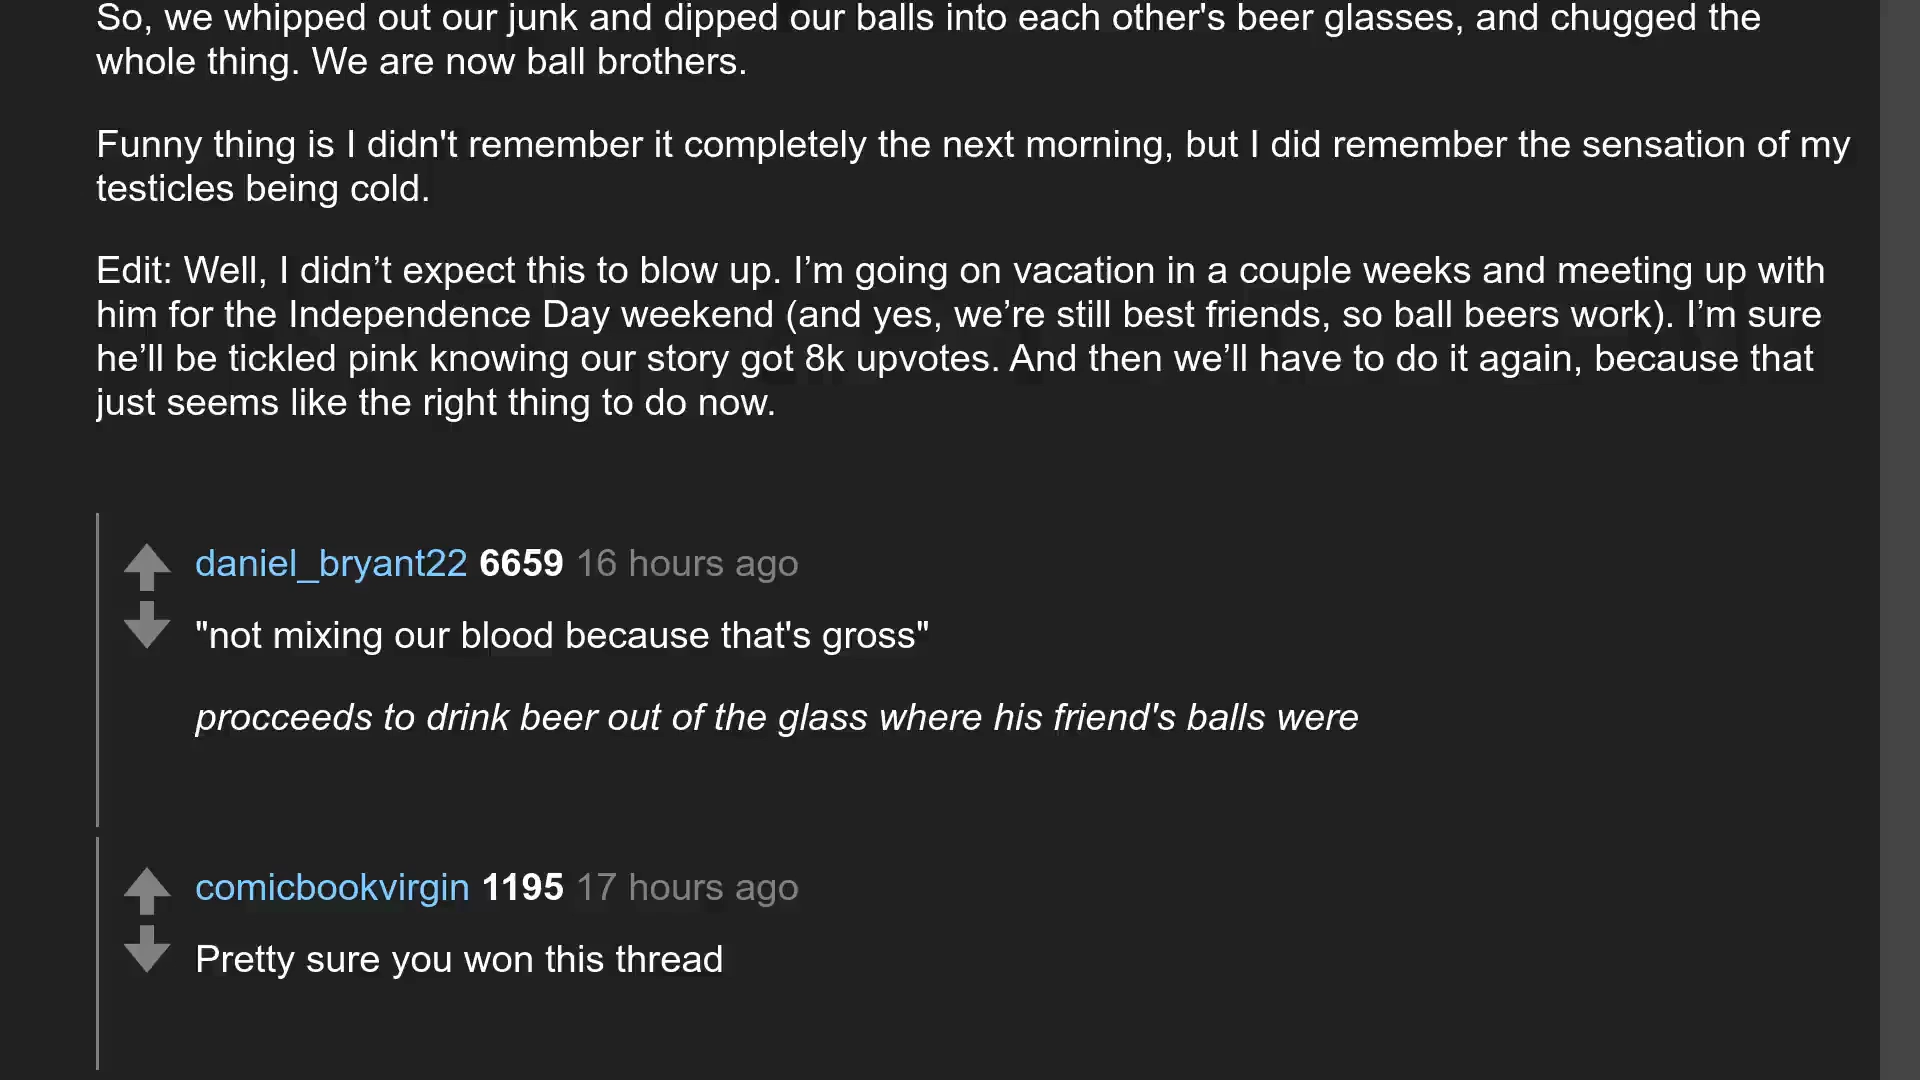 So, we whipped out our junk and dipped our balls into each other's beer glasses, and chugged the
whole thing. We are now ball brothers.
Funny thing is I didn't remember it completely the next morning, but I did remember the sensation of my
testicles being cold.
Edit: Well, I didn’t expect this to blow up. I’m going on vacation in a couple weeks and meeting up with
him for the Independence Day weekend (and yes, we’re still best friends, so ball beers work). I’m sure
he’ll be tickled pink knowing our story got 8k upvotes. And then we’ll have to do it again, because that
just seems like the right thing to do now.
daniel_bryant22 6659 16 hours ago
"not mixing our blood because that's gross"
procceeds to drink beer out of the glass where his friend's balls were
comicbookvirgin 1195 17 hours ago
Pretty sure you won this thread